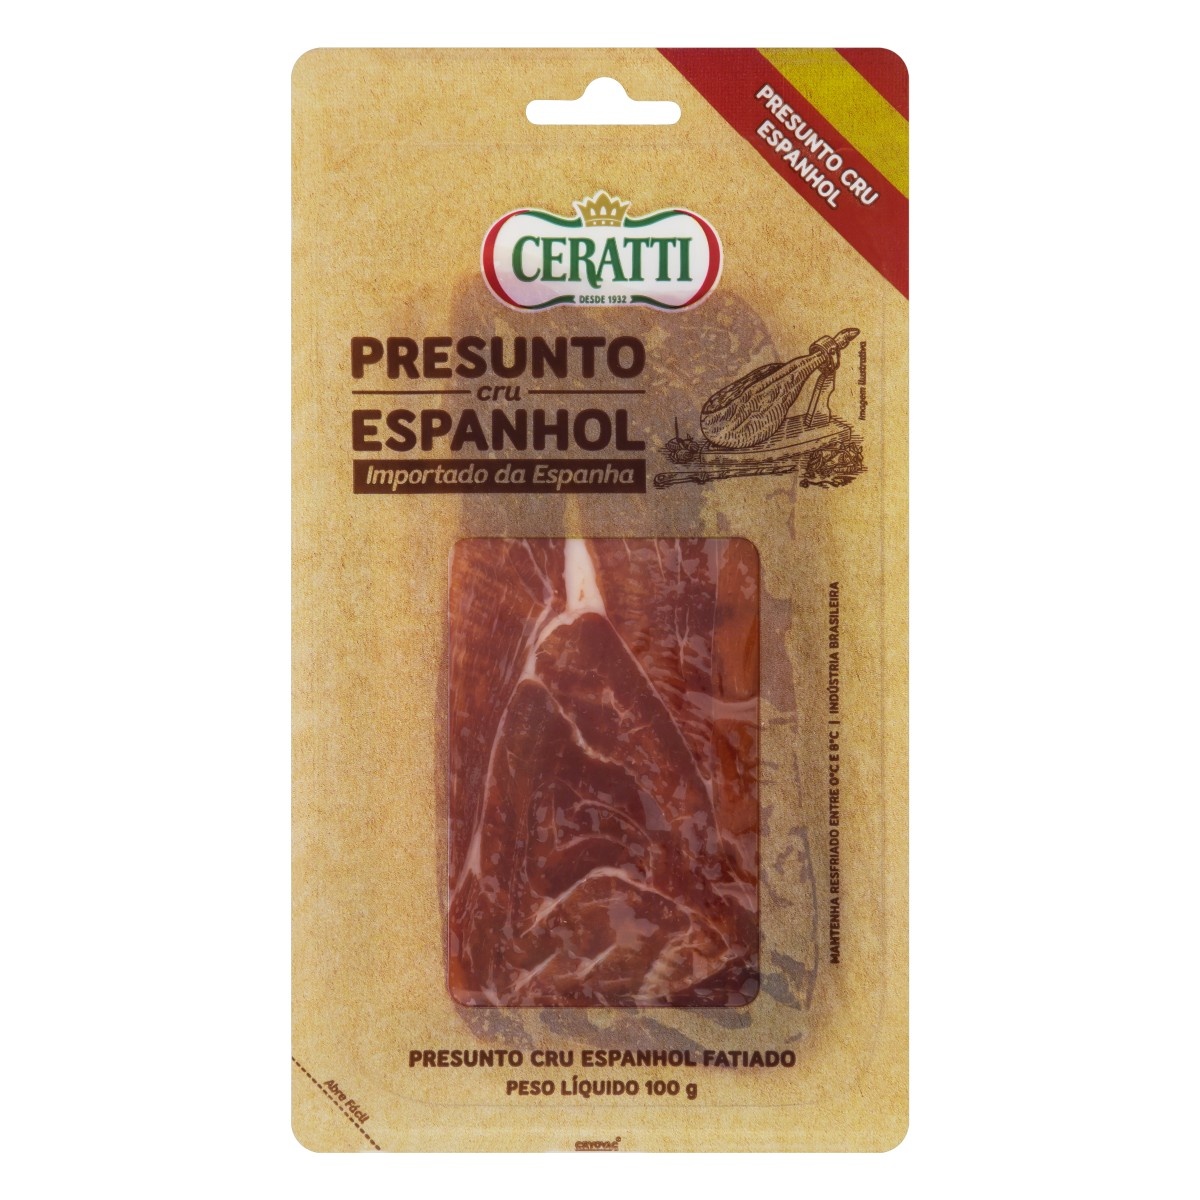 PRESUNTO CRU
ESPANHOL
CERATTI
DESDE 1932
PRESUNTO
cru
ESPANHOL
Importado da Espanha
Imagem ilustrativa
MANTENHA RESFRIADO ENTRE 0°C E 8°C | INDÚSTRIA BRASILEIRA
PRESUNTO CRU ESPANHOL FATIADO
PESO LÍQUIDO 100 g
Abre Fácil
CRYOVAC®